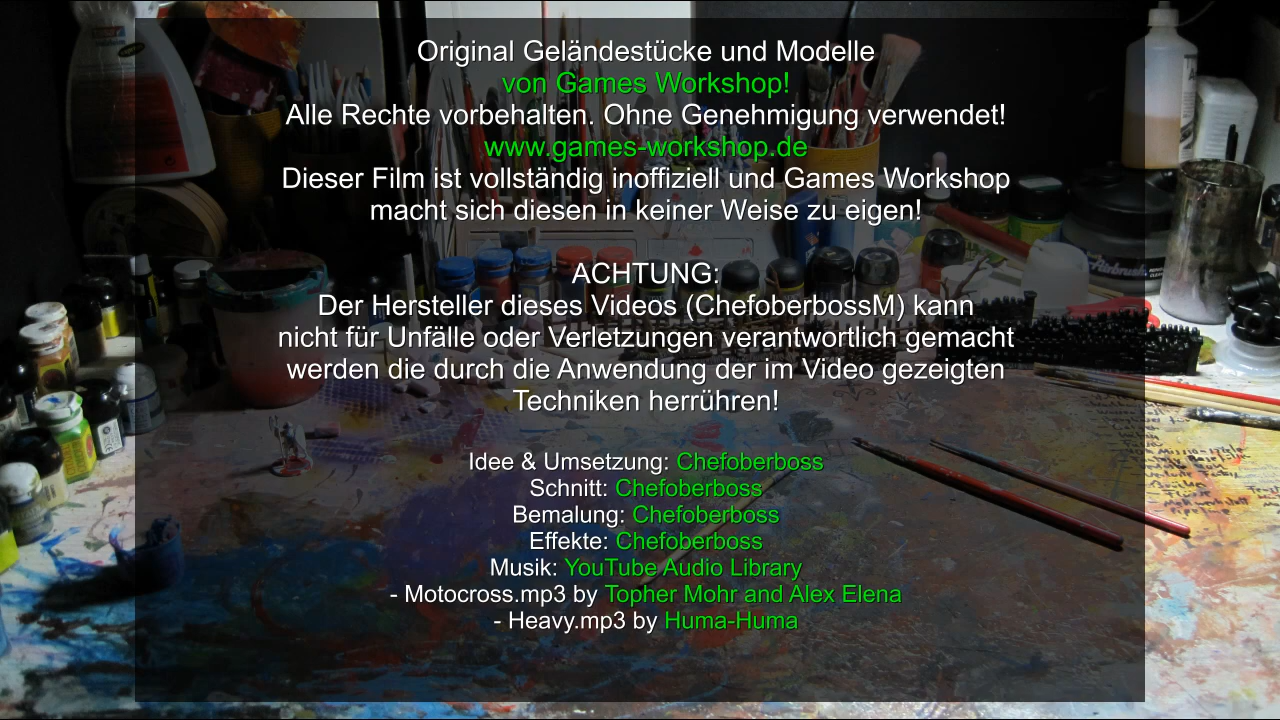 Original Geländestücke und Modelle
von Games Workshop!
Alle Rechte vorbehalten. Ohne Genehmigung verwendet!
www.games-workshop.de
Dieser Film ist vollständig inoffiziell und Games Workshop
macht sich diesen in keiner Weise zu eigen!
ACHTUNG:
Der Hersteller dieses Videos (ChefoberbossM) kann
nicht für Unfälle oder Verletzungen verantwortlich gemacht
werden die durch die Anwendung der im Video gezeigten
Techniken herrühren!
Idee & Umsetzung: Chefoberboss
Schnitt: Chefoberboss
Bemalung: Chefoberboss
Effekte: Chefoberboss
Musik: YouTube Audio Library
- Motocross.mp3 by Topher Mohr and Alex Elena
- Heavy.mp3 by Huma-Huma
Airbrush